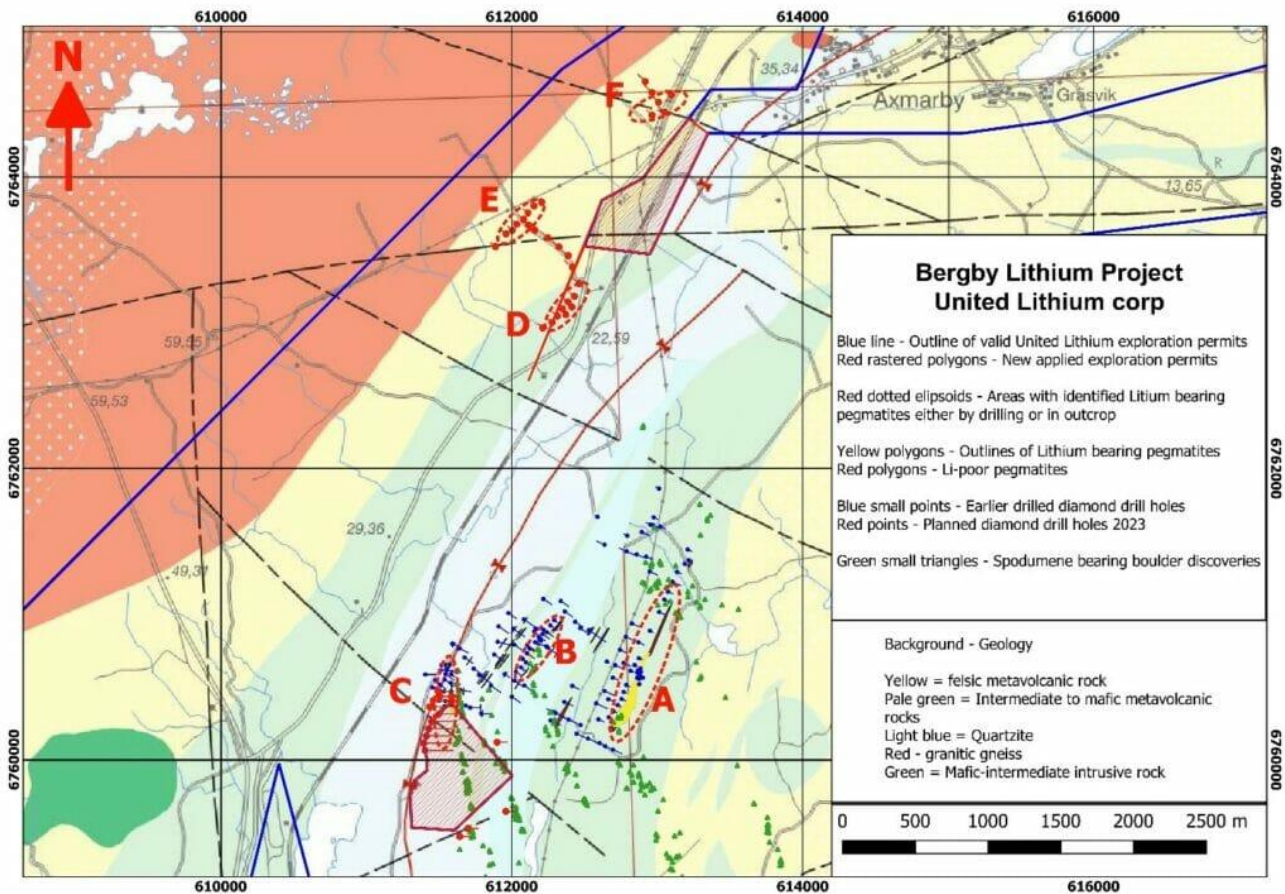 610000 612000 614000 616000
N
35,34
F
Axmarby
Gräsvik
6764000
6764000
R
13,65
E
D
59,55
22,59
59,53
6762000
6762000
29,36
49,31
B
C
A
6760000
6760000
610000 612000 614000 616000
Bergby Lithium Project
United Lithium corp
Blue line - Outline of valid United Lithium exploration permits
Red rastered polygons - New applied exploration permits
Red dotted elipsoids - Areas with identified Litium bearing
pegmatites either by drilling or in outcrop
Yellow polygons - Outlines of Lithium bearing pegmatites
Red polygons - Li-poor pegmatites
Blue small points - Earlier drilled diamond drill holes
Red points - Planned diamond drill holes 2023
Green small triangles - Spodumene bearing boulder discoveries
Background - Geology
Yellow = felsic metavolcanic rock
Pale green = Intermediate to mafic metavolcanic
rocks
Light blue = Quartzite
Red - granitic gneiss
Green = Mafic-intermediate intrusive rock
0 500 1000 1500 2000 2500 m